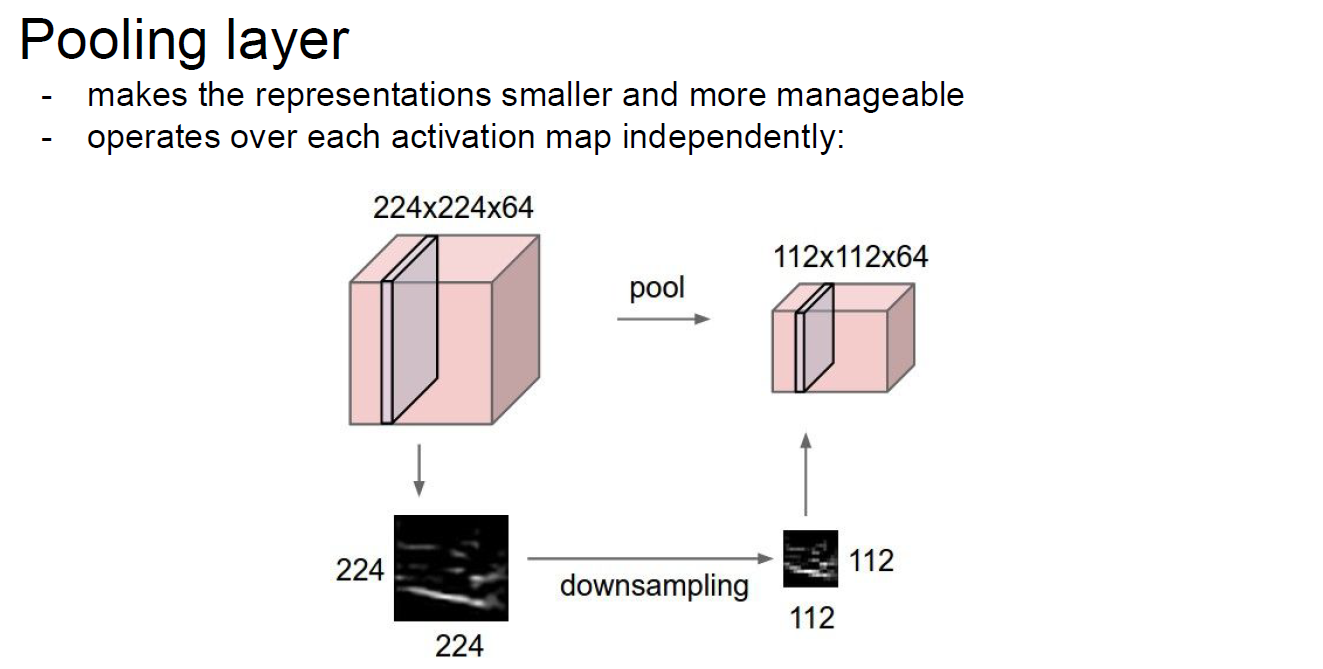 Pooling layer
- makes the representations smaller and more manageable
- operates over each activation map independently:
224x224x64
112x112x64
pool
224
downsampling
112
224
112